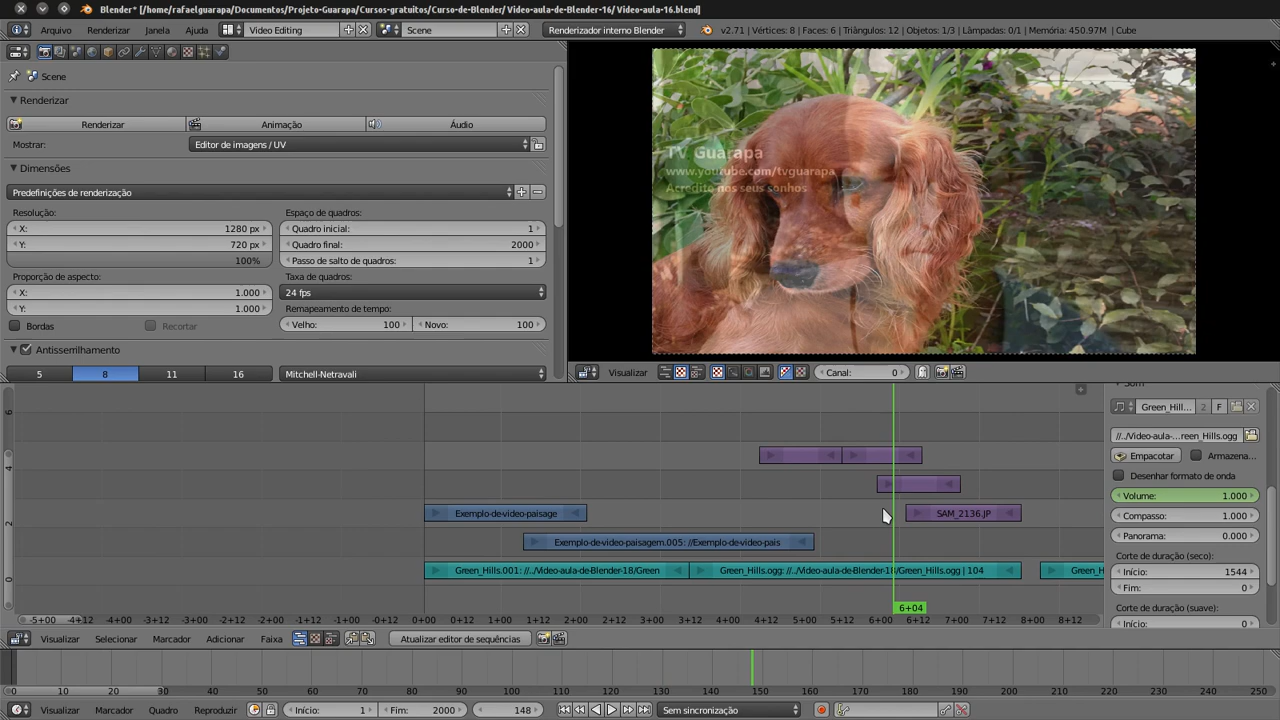 Blender* [/home/rafaelguarapa/Documentos/Projeto-Guarapa/Cursos-gratuitos/Curso-de-Blender/ Video-aula-de-Blender-16/ Video-aula-16.blend]
Arquivo Renderizar Janela Ajuda Video Editing Scene Renderizador interno Blender v2.71 | Vértices: 8 | Faces: 6 | Triângulos: 12 | Objetos: 1/3 | Lâmpadas: 0/1 | Memória: 450.97M | Cube
Scene
Renderizar
Renderizar Animação Áudio
Mostrar: Editor de imagens / UV
Dimensões
Predefinições de renderização
Resolução: Espaço de quadros:
X: 1280 px Quadro inicial: 1
Y: 720 px Quadro final: 2000
100% Passo de salto de quadros: 1
Proporção de aspecto: Taxa de quadros:
X: 1.000 24 fps
Y: 1.000 Remapeamento de tempo:
Bordas Recortar Velho: 100 Novo: 100
Antisserrilhamento
5 8 11 16 Mitchell-Netravali
TV Guarapa
www.youtube.com/tvguarapa
Acredite nos seus sonhos
Visualizar Canal: 0
6
4
2
0
Exemplo-de-video-paisage
SAM_2136.JP
Exemplo-de-video-paisagem.005: //Exemplo-de-video-pais
Green_Hills.001: //../Video-aula-de-Blender-18/Green
Green_Hills.ogg: //../Video-aula-de-Blender-18/Green_Hills.ogg | 104
Green_H
6+04
-5+00 -4+12 -4+00 -3+12 -3+00 -2+12 -2+00 -1+12 -1+00 -0+12 0+00 0+12 1+00 1+12 2+00 2+12 3+00 3+12 4+00 4+12 5+00 5+12 6+00 6+12 7+00 7+12 8+00 8+12
Green_Hill... 2 F
//../Video-aula-...reen_Hills.ogg
Empacotar Armazena...
Desenhar formato de onda
Volume: 1.000
Compasso: 1.000
Panorama: 0.000
Corte de duração (seco):
Início: 1544
Fim: 0
Corte de duração (suave):
Início: 0
Visualizar Selecionar Marcador Adicionar Faixa Atualizar editor de sequências
0 10 20 30 40 50 60 70 80 90 100 110 120 130 140 150 160 170 180 190 200 210 220 230 240 250
Visualizar Marcador Quadro Reproduzir Início: 1 Fim: 2000 148 Sem sincronização